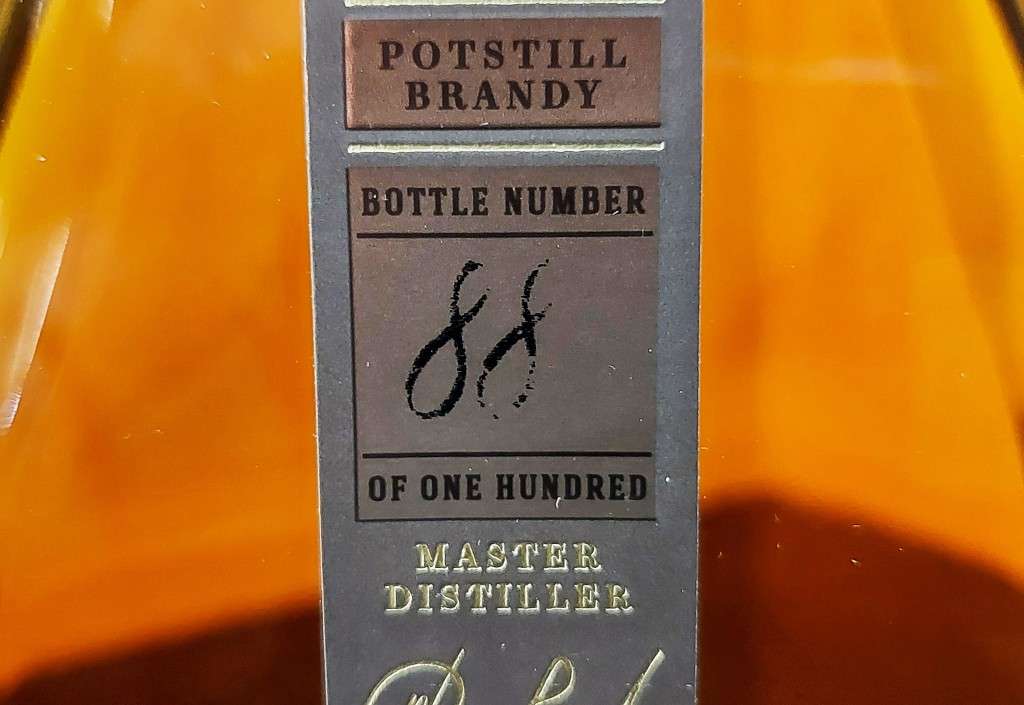 POTSTILL
BRANDY
BOTTLE NUMBER
88
OF ONE HUNDRED
MASTER
DISTILLER